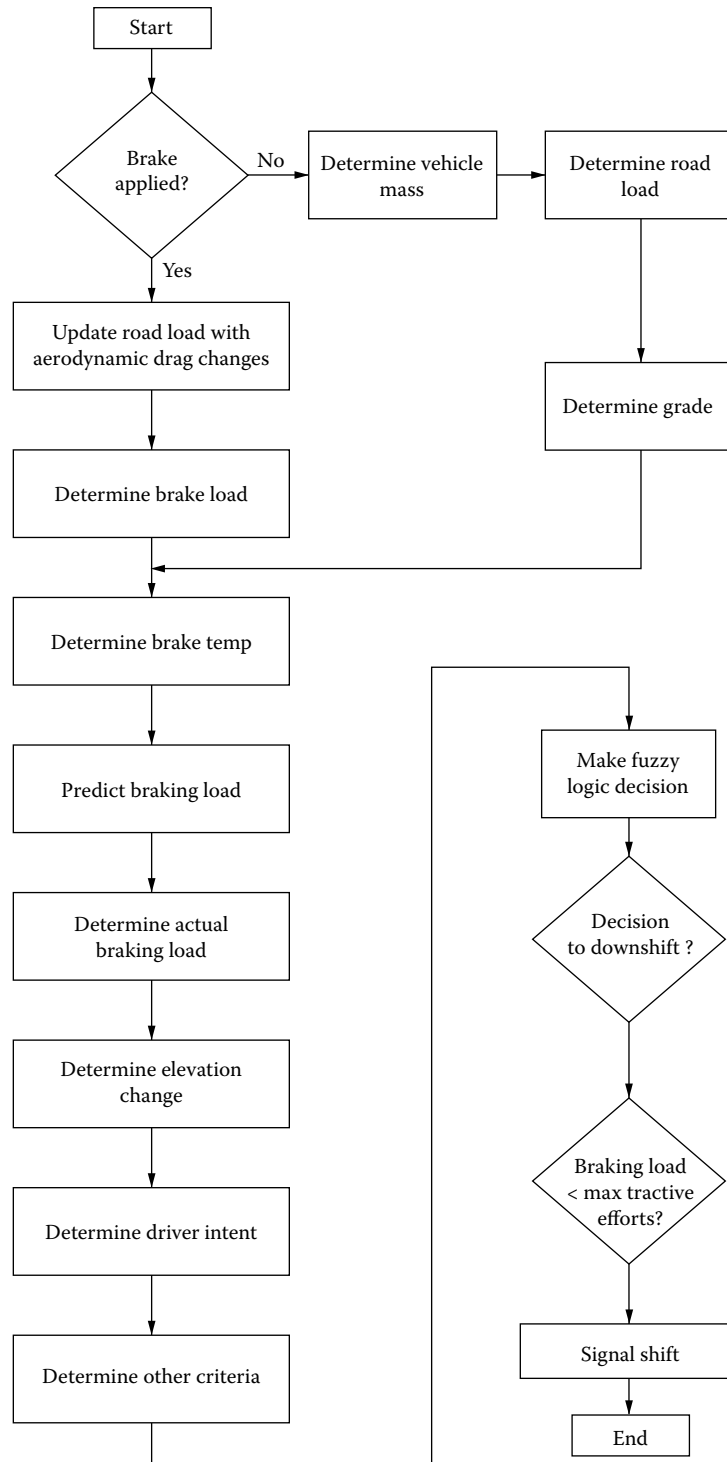 Start
Brake
applied?
No
Determine vehicle
mass
Determine road
load
Yes
Update road load with
aerodynamic drag changes
Determine grade
Determine brake load
Determine brake temp
Predict braking load
Determine actual
braking load
Determine elevation
change
Determine driver intent
Determine other criteria
Make fuzzy
logic decision
Decision
to downshift ?
Braking load
< max tractive
efforts?
Signal shift
End